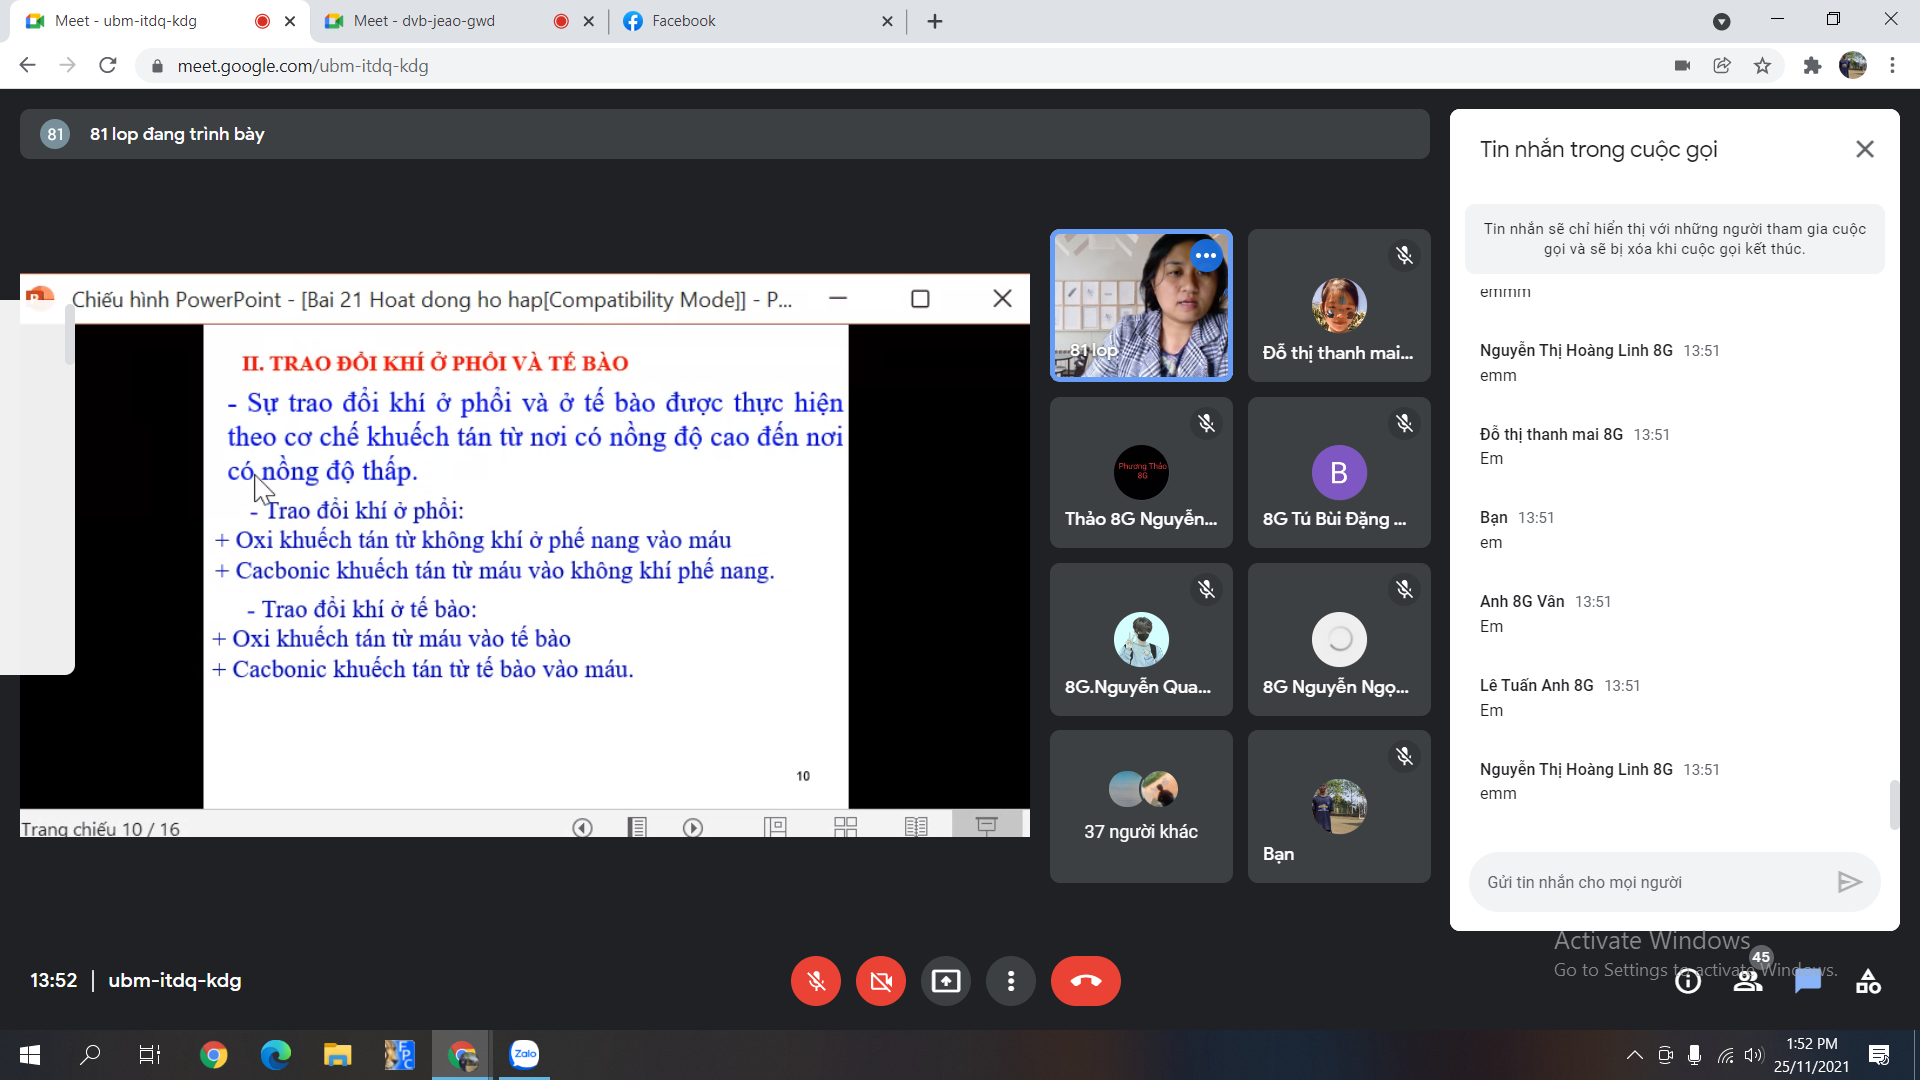 Meet - ubm-itdq-kdg
Meet - dvb-jeao-gwd
Facebook
meet.google.com/ubm-itdq-kdg
81
81 lop đang trình bày
Chiếu hình PowerPoint - [Bai 21 Hoat dong ho hap[Compatibility Mode]] - P...
II. TRAO ĐỔI KHÍ Ở PHỔI VÀ TẾ BÀO
- Sự trao đổi khí ở phổi và ở tế bào được thực hiện
theo cơ chế khuếch tán từ nơi có nồng độ cao đến nơi
có nồng độ thấp.
- Trao đổi khí ở phổi:
+ Oxi khuếch tán từ không khí ở phế nang vào máu
+ Cacbonic khuếch tán từ máu vào không khí phế nang.
- Trao đổi khí ở tế bào:
+ Oxi khuếch tán từ máu vào tế bào
+ Cacbonic khuếch tán từ tế bào vào máu.
10
Trang chiếu 10 / 16
81 lop
Đỗ thị thanh mai...
Phương Thảo
8G
Thảo 8G Nguyễn...
B
8G Tú Bùi Đặng ...
8G.Nguyễn Qua...
8G Nguyễn Ngọ...
37 người khác
Bạn
Tin nhắn trong cuộc gọi
Tin nhắn sẽ chỉ hiển thị với những người tham gia cuộc
gọi và sẽ bị xóa khi cuộc gọi kết thúc.
emmm
Nguyễn Thị Hoàng Linh 8G 13:51
emm
Đỗ thị thanh mai 8G 13:51
Em
Bạn 13:51
em
Anh 8G Vân 13:51
Em
Lê Tuấn Anh 8G 13:51
Em
Nguyễn Thị Hoàng Linh 8G 13:51
emm
Gửi tin nhắn cho mọi người
Activate Windows
Go to Settings to activate Windows.
13:52 | ubm-itdq-kdg
45
Zalo
1:52 PM
25/11/2021